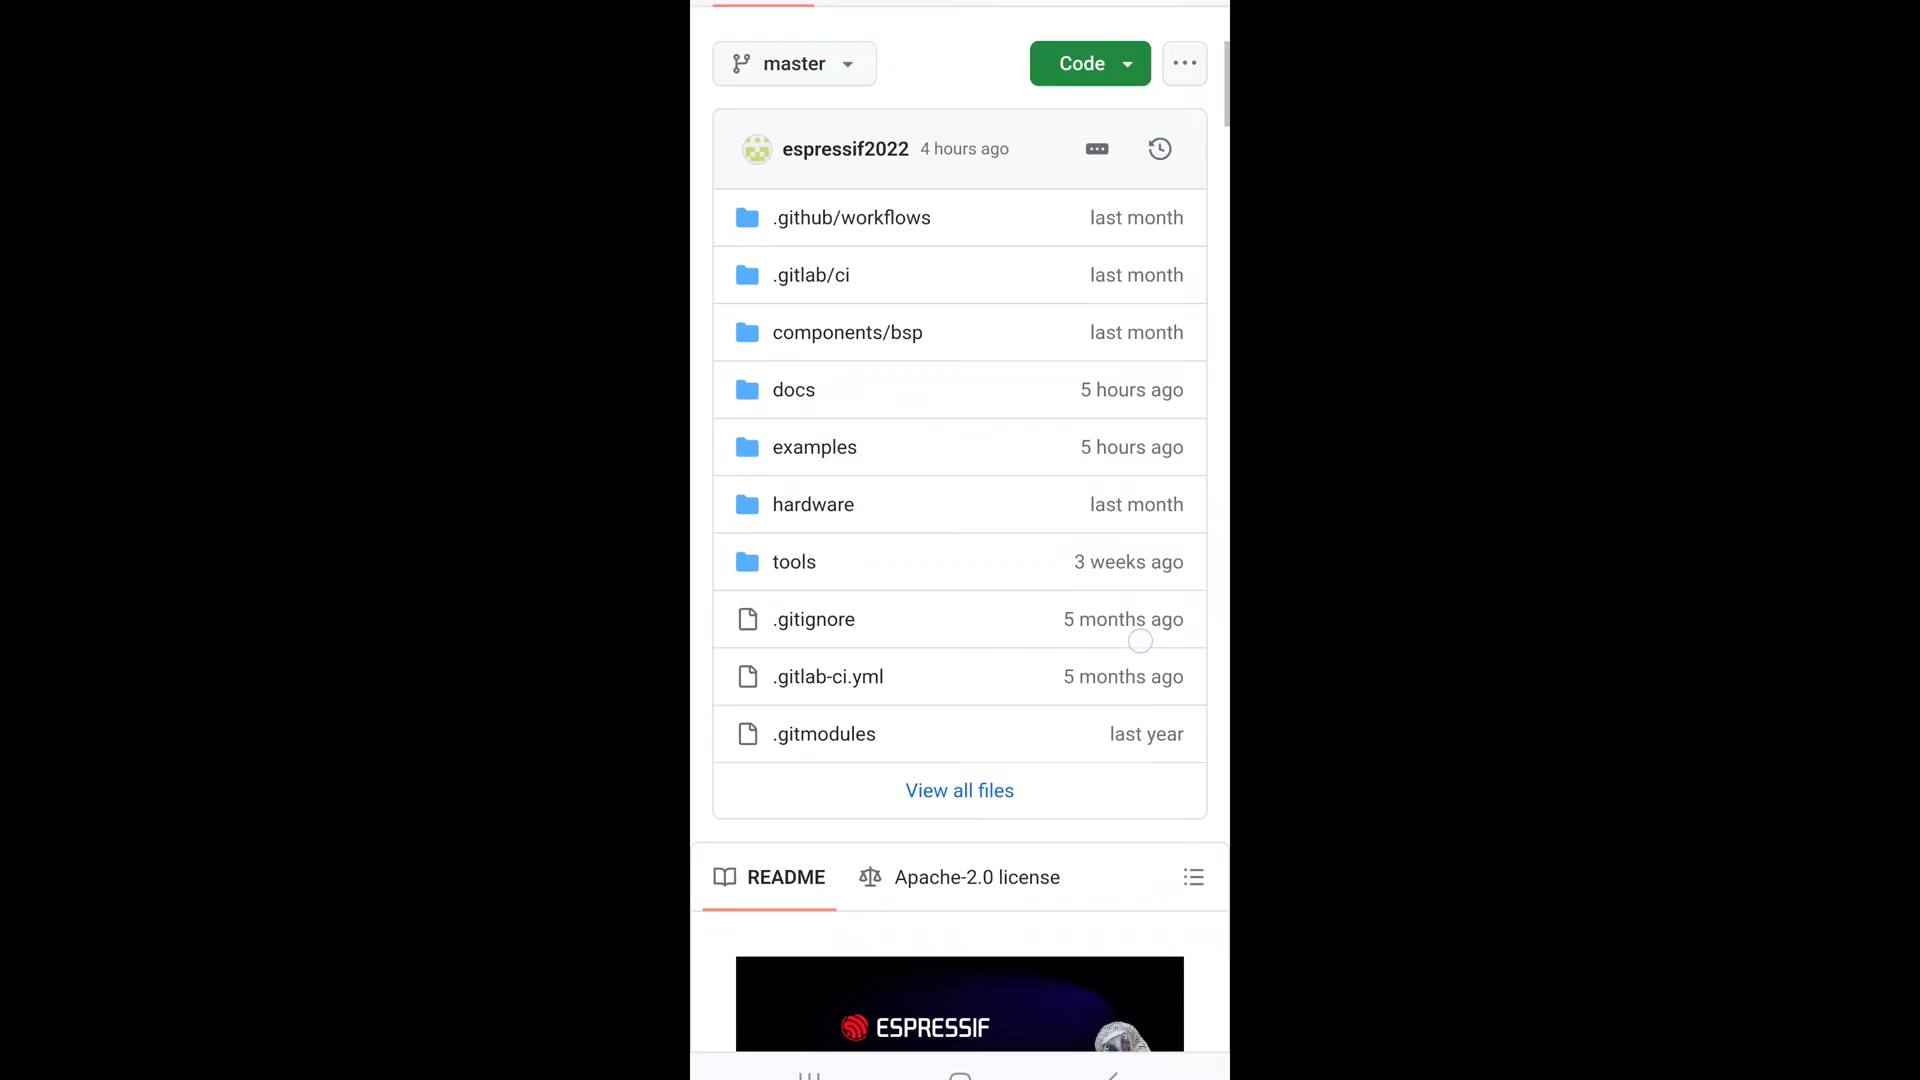 master
Code
espressif2022 4 hours ago
.github/workflows last month
.gitlab/ci last month
components/bsp last month
docs 5 hours ago
examples 5 hours ago
hardware last month
tools 3 weeks ago
.gitignore 5 months ago
.gitlab-ci.yml 5 months ago
.gitmodules last year
View all files
README Apache-2.0 license
ESPRESSIF